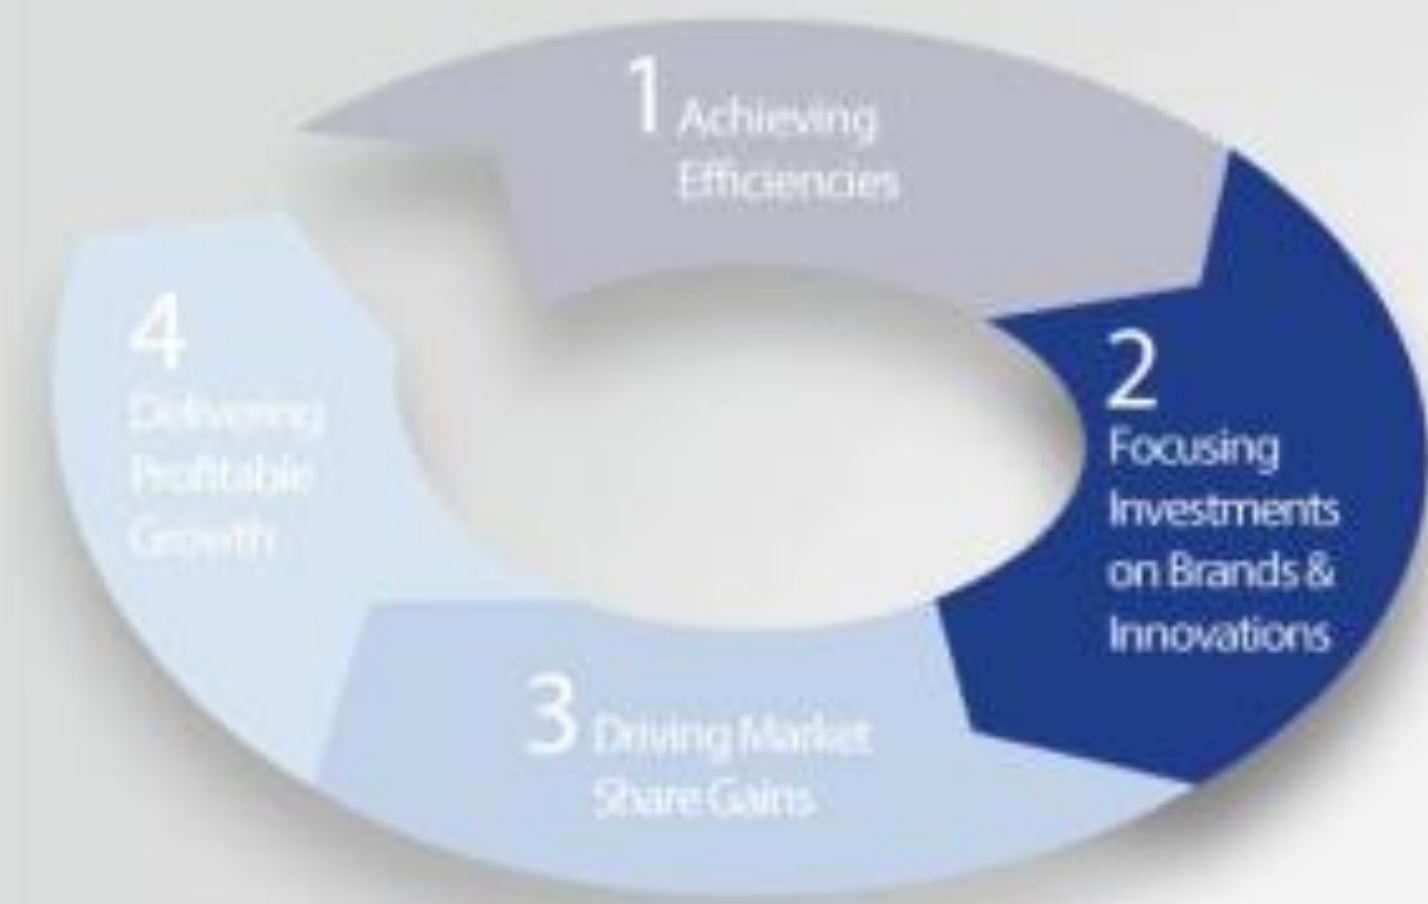 1 Achieving
Efficiencies
2
Focusing
Investments
on Brands &
Innovations
3 Driving Market
Share Gains
4
Delivering
Profitable
Growth